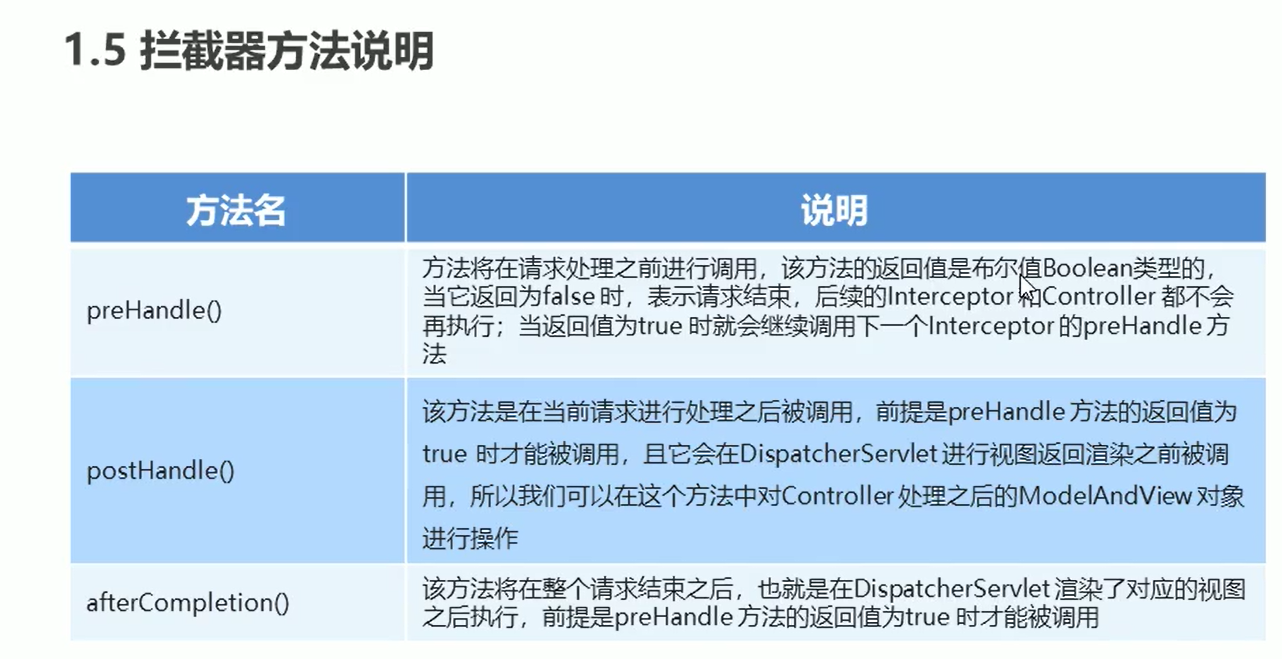 1.5 拦截器方法说明
方法名
说明
preHandle()
方法将在请求处理之前进行调用，该方法的返回值是布尔值Boolean类型的，
当它返回为false 时，表示请求结束，后续的Interceptor 和Controller 都不会
再执行；当返回值为true 时就会继续调用下一个Interceptor 的preHandle 方
法
postHandle()
该方法是在当前请求进行处理之后被调用，前提是preHandle 方法的返回值为
true 时才能被调用，且它会在DispatcherServlet 进行视图返回渲染之前被调
用，所以我们可以在这个方法中对Controller 处理之后的ModelAndView 对象
进行操作
afterCompletion()
该方法将在整个请求结束之后，也就是在DispatcherServlet 渲染了对应的视图
之后执行，前提是preHandle 方法的返回值为true 时才能被调用